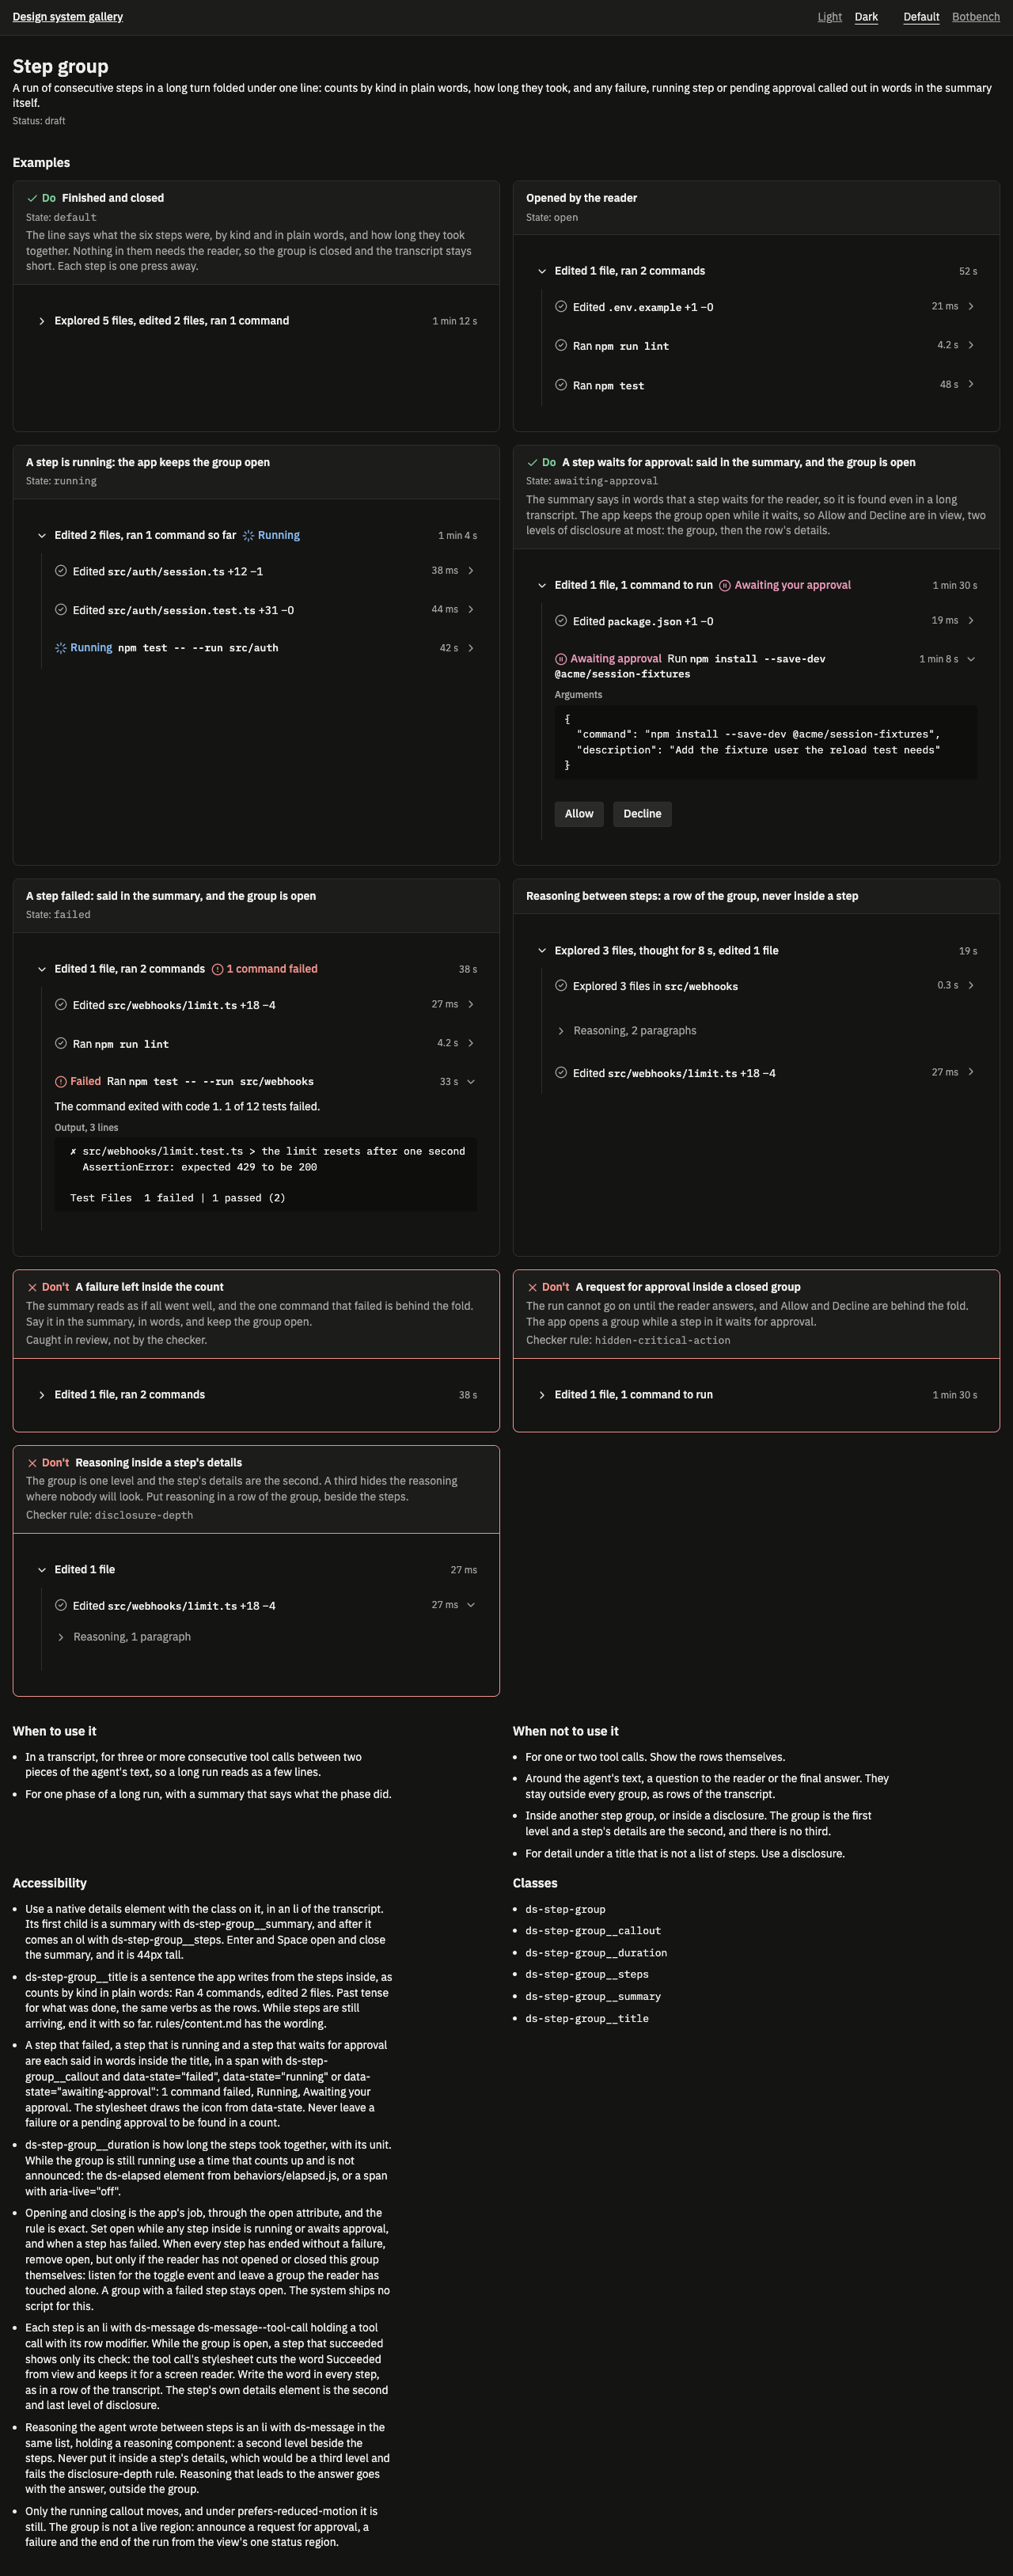 Design system gallery
Light Dark Default Botbench
Step group
A run of consecutive steps in a long turn folded under one line: counts by kind in plain words, how long they took, and any failure, running step or pending approval called out in words in the summary
itself.
Status: draft
Examples
Do Finished and closed
State: default
The line says what the six steps were, by kind and in plain words, and how long they took
together. Nothing in them needs the reader, so the group is closed and the transcript stays
short. Each step is one press away.
Explored 5 files, edited 2 files, ran 1 command 1 min 12 s
Opened by the reader
State: open
Edited 1 file, ran 2 commands 52 s
Edited .env.example +1 −0 21 ms
Ran npm run lint 4.2 s
Ran npm test 48 s
A step is running: the app keeps the group open
State: running
Edited 2 files, ran 1 command so far Running 1 min 4 s
Edited src/auth/session.ts +12 −1 38 ms
Edited src/auth/session.test.ts +31 −0 44 ms
Running npm test -- --run src/auth 42 s
Do A step waits for approval: said in the summary, and the group is open
State: awaiting-approval
The summary says in words that a step waits for the reader, so it is found even in a long
transcript. The app keeps the group open while it waits, so Allow and Decline are in view, two
levels of disclosure at most: the group, then the row's details.
Edited 1 file, 1 command to run Awaiting your approval 1 min 30 s
Edited package.json +1 −0 19 ms
Awaiting approval Run npm install --save-dev 1 min 8 s
@acme/session-fixtures
Arguments
{
"command": "npm install --save-dev @acme/session-fixtures",
"description": "Add the fixture user the reload test needs"
}
Allow Decline
A step failed: said in the summary, and the group is open
State: failed
Edited 1 file, ran 2 commands 1 command failed 38 s
Edited src/webhooks/limit.ts +18 −4 27 ms
Ran npm run lint 4.2 s
Failed Ran npm test -- --run src/webhooks 33 s
The command exited with code 1. 1 of 12 tests failed.
Output, 3 lines
✗ src/webhooks/limit.test.ts > the limit resets after one second
AssertionError: expected 429 to be 200
Test Files 1 failed | 1 passed (2)
Reasoning between steps: a row of the group, never inside a step
Explored 3 files, thought for 8 s, edited 1 file 19 s
Explored 3 files in src/webhooks 0.3 s
Reasoning, 2 paragraphs
Edited src/webhooks/limit.ts +18 −4 27 ms
Don't A failure left inside the count
The summary reads as if all went well, and the one command that failed is behind the fold.
Say it in the summary, in words, and keep the group open.
Caught in review, not by the checker.
Edited 1 file, ran 2 commands 38 s
Don't A request for approval inside a closed group
The run cannot go on until the reader answers, and Allow and Decline are behind the fold.
The app opens a group while a step in it waits for approval.
Checker rule: hidden-critical-action
Edited 1 file, 1 command to run 1 min 30 s
Don't Reasoning inside a step's details
The group is one level and the step's details are the second. A third hides the reasoning
where nobody will look. Put reasoning in a row of the group, beside the steps.
Checker rule: disclosure-depth
Edited 1 file 27 ms
Edited src/webhooks/limit.ts +18 −4 27 ms
Reasoning, 1 paragraph
When to use it
In a transcript, for three or more consecutive tool calls between two
pieces of the agent's text, so a long run reads as a few lines.
For one phase of a long run, with a summary that says what the phase did.
When not to use it
For one or two tool calls. Show the rows themselves.
Around the agent's text, a question to the reader or the final answer. They
stay outside every group, as rows of the transcript.
Inside another step group, or inside a disclosure. The group is the first
level and a step's details are the second, and there is no third.
For detail under a title that is not a list of steps. Use a disclosure.
Accessibility
Use a native details element with the class on it, in an li of the transcript.
Its first child is a summary with ds-step-group__summary, and after it
comes an ol with ds-step-group__steps. Enter and Space open and close
the summary, and it is 44px tall.
ds-step-group__title is a sentence the app writes from the steps inside, as
counts by kind in plain words: Ran 4 commands, edited 2 files. Past tense
for what was done, the same verbs as the rows. While steps are still
arriving, end it with so far. rules/content.md has the wording.
A step that failed, a step that is running and a step that waits for approval
are each said in words inside the title, in a span with ds-step-
group__callout and data-state="failed", data-state="running" or data-
state="awaiting-approval": 1 command failed, Running, Awaiting your
approval. The stylesheet draws the icon from data-state. Never leave a
failure or a pending approval to be found in a count.
ds-step-group__duration is how long the steps took together, with its unit.
While the group is still running use a time that counts up and is not
announced: the ds-elapsed element from behaviors/elapsed.js, or a span
with aria-live="off".
Opening and closing is the app's job, through the open attribute, and the
rule is exact. Set open while any step inside is running or awaits approval,
and when a step has failed. When every step has ended without a failure,
remove open, but only if the reader has not opened or closed this group
themselves: listen for the toggle event and leave a group the reader has
touched alone. A group with a failed step stays open. The system ships no
script for this.
Each step is an li with ds-message ds-message--tool-call holding a tool
call with its row modifier. While the group is open, a step that succeeded
shows only its check: the tool call's stylesheet cuts the word Succeeded
from view and keeps it for a screen reader. Write the word in every step,
as in a row of the transcript. The step's own details element is the second
and last level of disclosure.
Reasoning the agent wrote between steps is an li with ds-message in the
same list, holding a reasoning component: a second level beside the
steps. Never put it inside a step's details, which would be a third level and
fails the disclosure-depth rule. Reasoning that leads to the answer goes
with the answer, outside the group.
Only the running callout moves, and under prefers-reduced-motion it is
still. The group is not a live region: announce a request for approval, a
failure and the end of the run from the view's one status region.
Classes
ds-step-group
ds-step-group__callout
ds-step-group__duration
ds-step-group__steps
ds-step-group__summary
ds-step-group__title